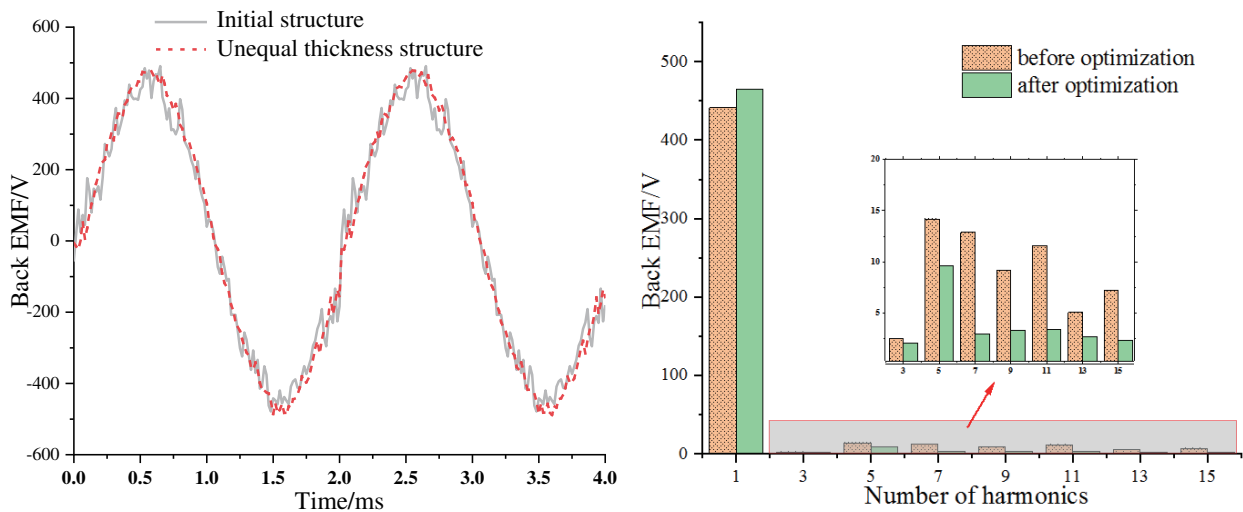 Initial structure
Unequal thickness structure
Back EMF/V
600
400
200
0
-200
-400
-600
0.0 0.5 1.0 1.5 2.0 2.5 3.0 3.5 4.0
Time/ms
before optimization
after optimization
Back EMF/V
500
400
300
200
100
0
20
15
10
5
3 5 7 9 11 13 15
1 3 5 7 9 11 13 15
Number of harmonics